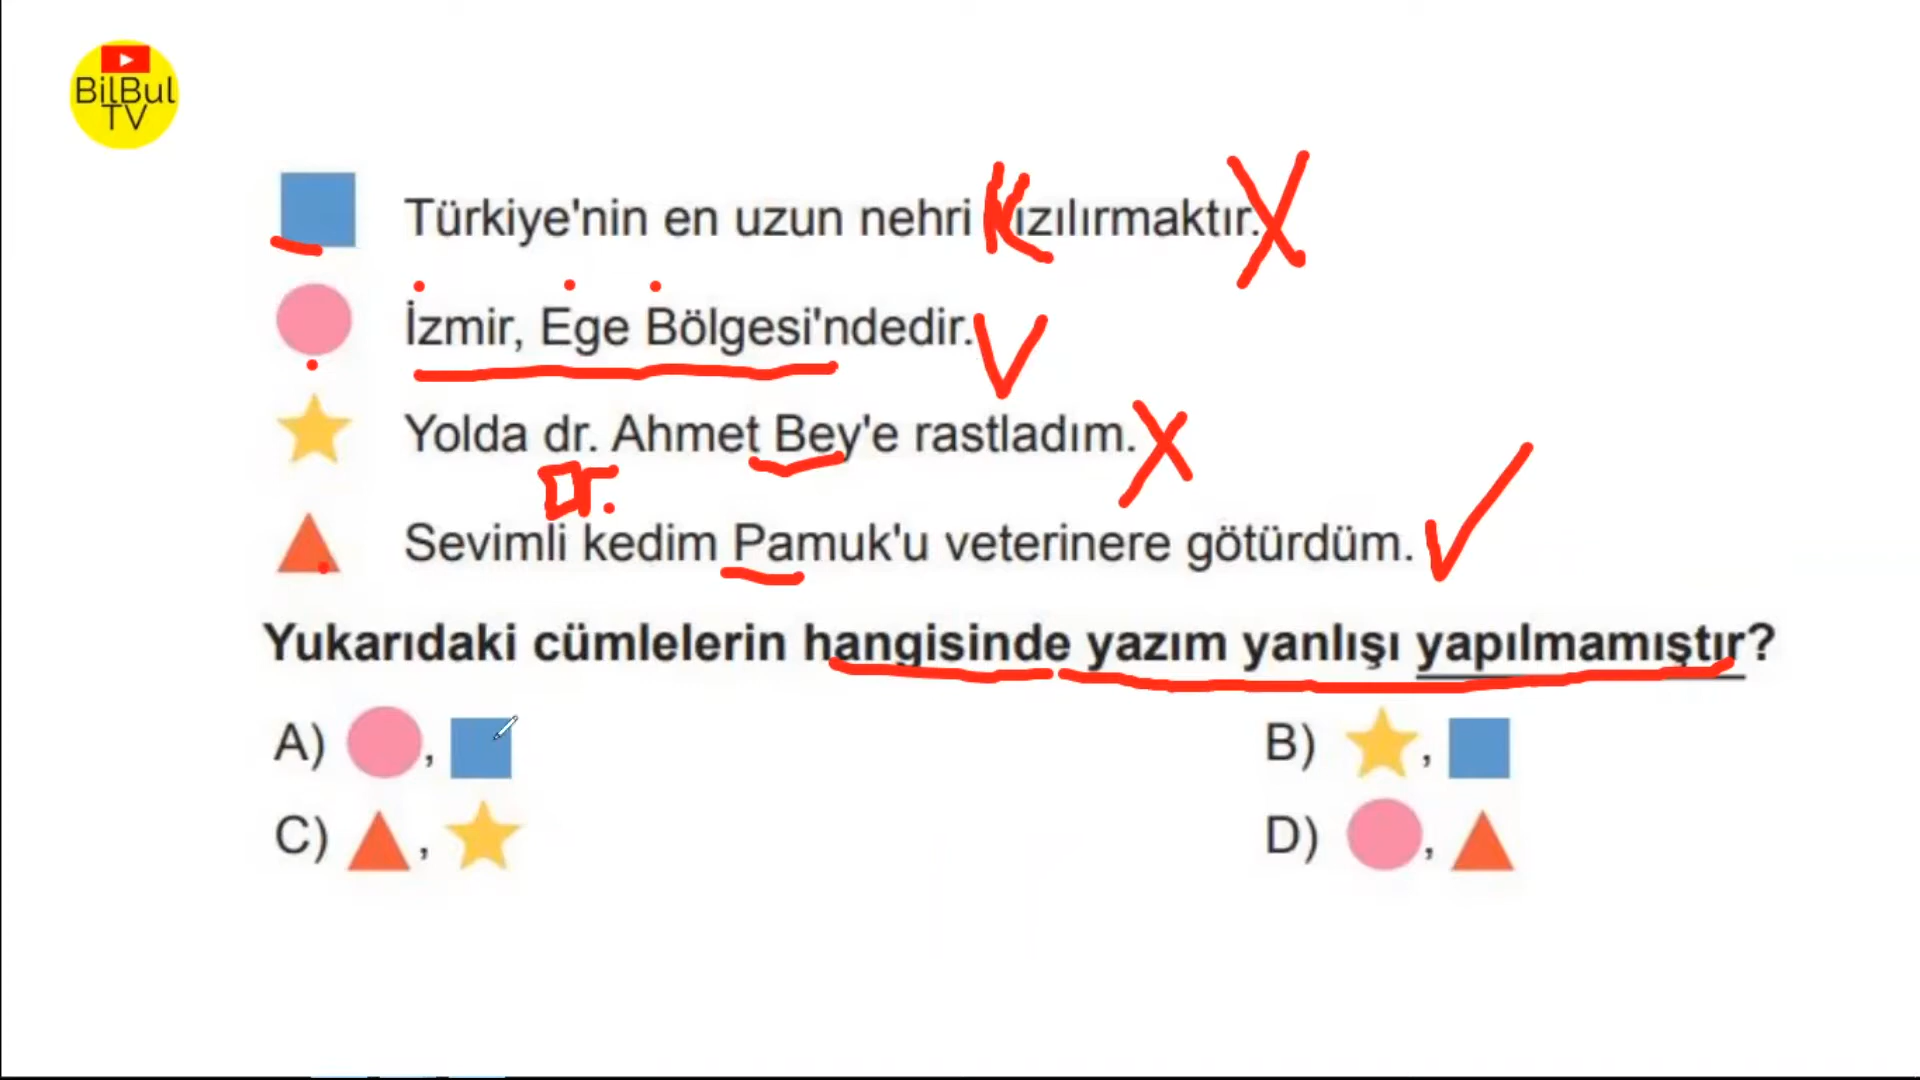 BilBul
TV
Türkiye'nin en uzun nehri Kızılırmaktır. X
İzmir, Ege Bölgesi'ndedir.
Yolda dr. Ahmet Bey'e rastladım. X
Dr.
Sevimli kedim Pamuk'u veterinere götürdüm.
Yukarıdaki cümlelerin hangisinde yazım yanlışı yapılmamıştır?
A) , B) ,
C) , D) ,